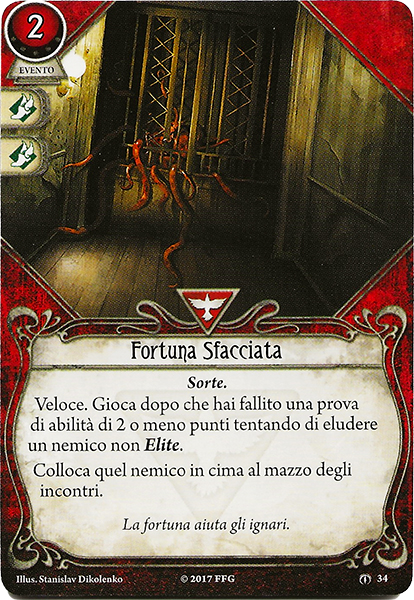 2
EVENTO
Fortuna Sfacciata
Sorte.
Veloce. Gioca dopo che hai fallito una prova
di abilità di 2 o meno punti tentando di eludere
un nemico non Elite.
Colloca quel nemico in cima al mazzo degli
incontri.
La fortuna aiuta gli ignari.
Illus. Stanislav Dikolenko © 2017 FFG 34